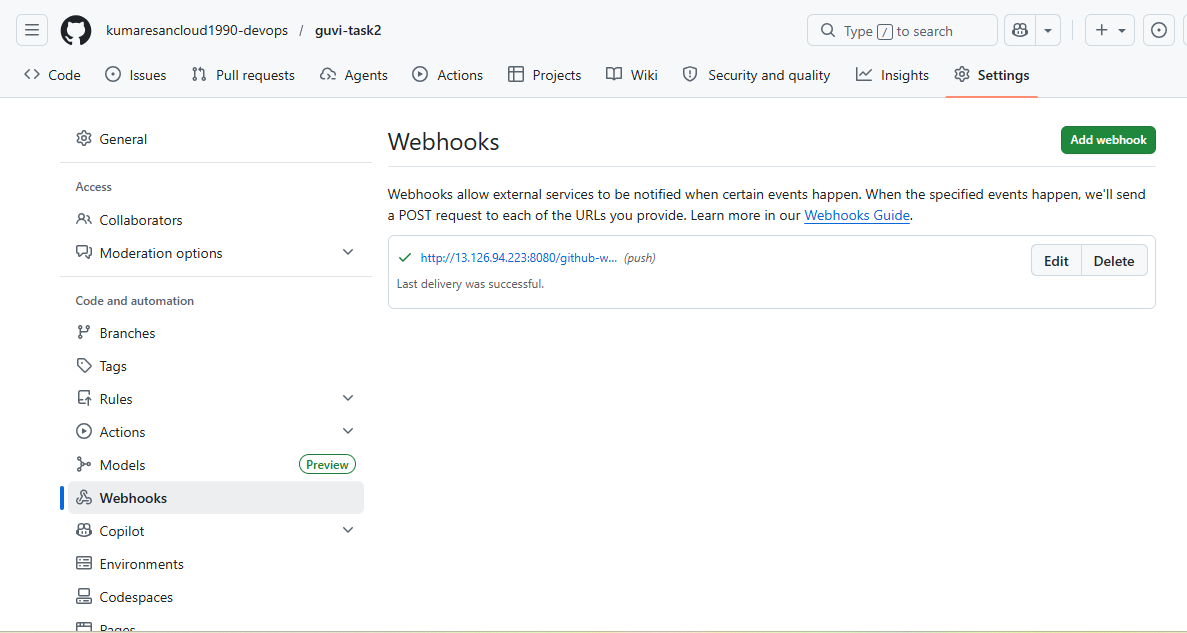 kumaresancloud1990-devops / guvi-task2
Type / to search
Code Issues Pull requests Agents Actions Projects Wiki Security and quality Insights Settings
General
Access
Collaborators
Moderation options
Code and automation
Branches
Tags
Rules
Actions
Models Preview
Webhooks
Copilot
Environments
Codespaces
Pages
Webhooks
Add webhook
Webhooks allow external services to be notified when certain events happen. When the specified events happen, we'll send
a POST request to each of the URLs you provide. Learn more in our Webhooks Guide.
http://13.126.94.223:8080/github-w... (push)
Edit Delete
Last delivery was successful.